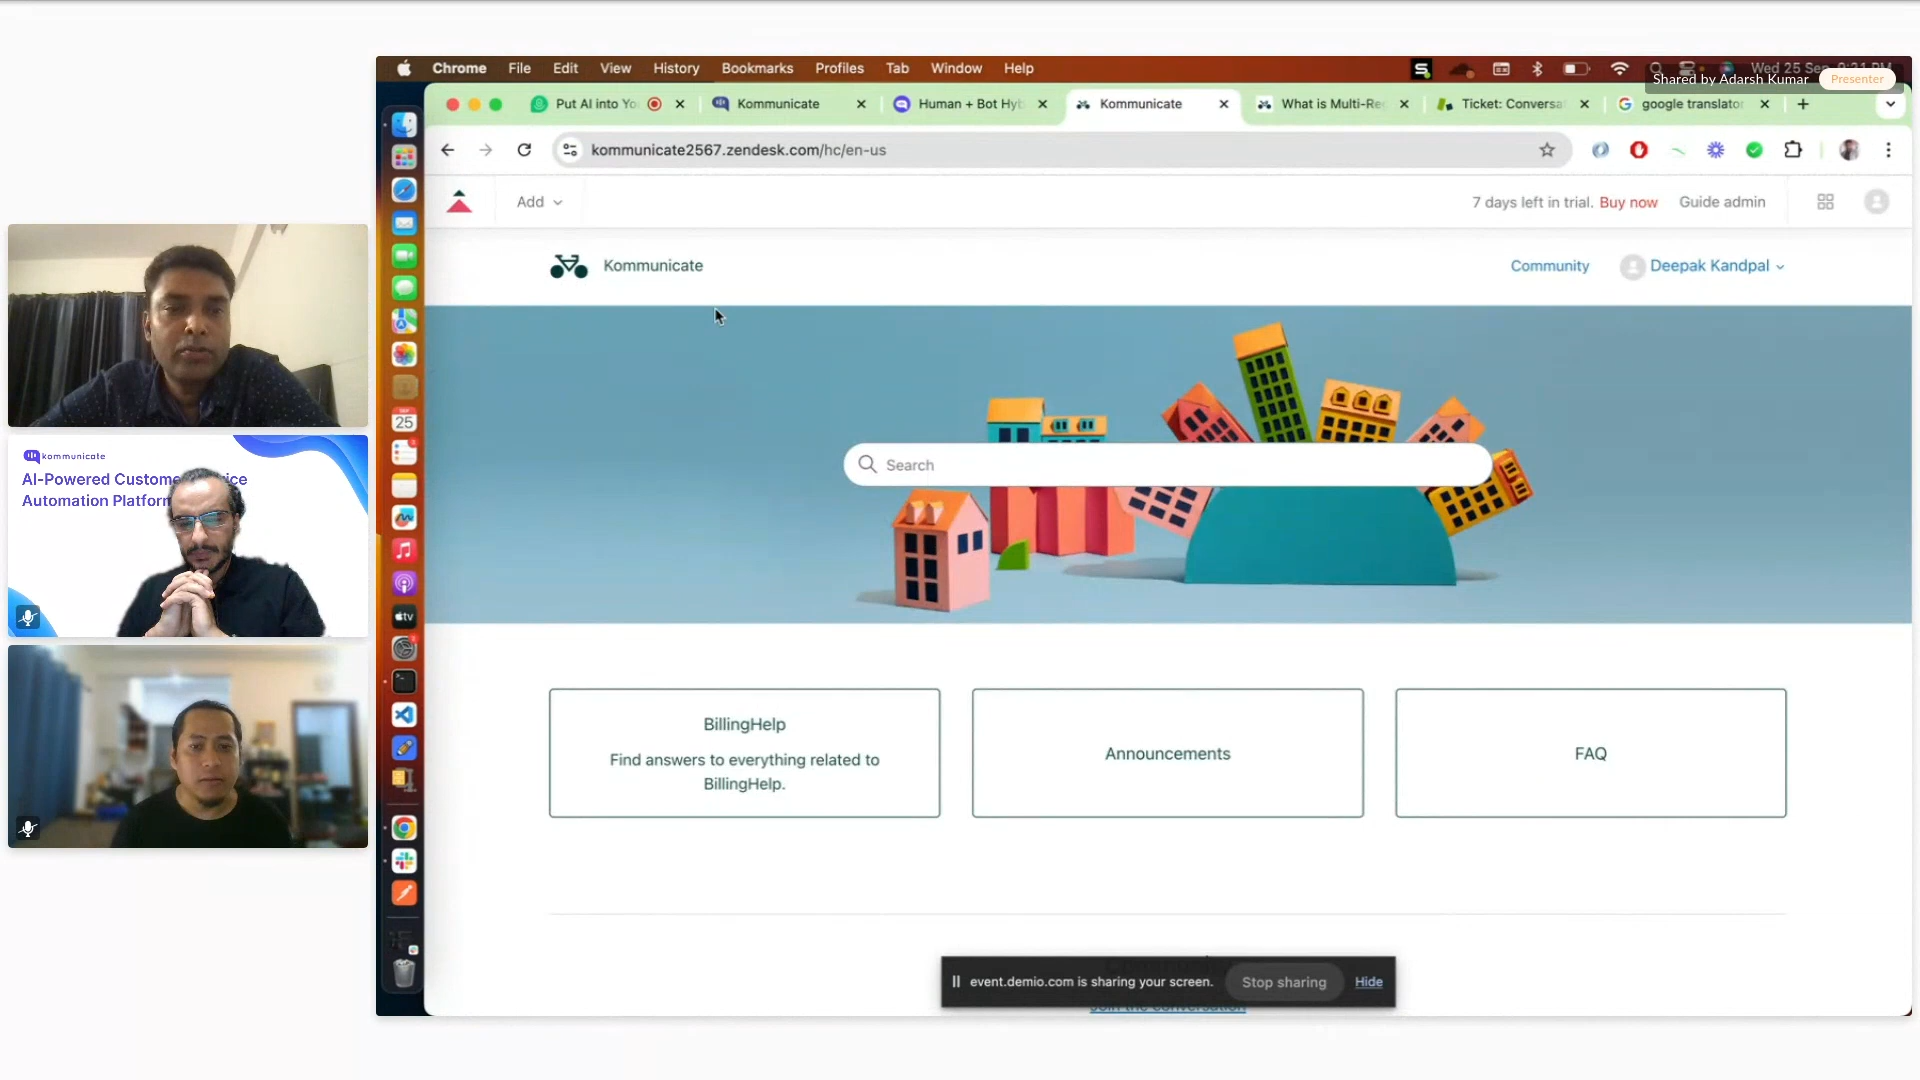 Chrome File Edit View History Bookmarks Profiles Tab Window Help
Shared by Adarsh Kumar Presenter
Put AI into Yo
Kommunicate
Human + Bot Hyb
Kommunicate
What is Multi-Re
Ticket: Conversa
google translator
kommunicate2567.zendesk.com/hc/en-us
Add
7 days left in trial. Buy now Guide admin
Kommunicate
Community
Deepak Kandpal
Search
BillingHelp
Find answers to everything related to
BillingHelp.
Announcements
FAQ
event.demio.com is sharing your screen. Stop sharing Hide
kommunicate
AI-Powered Custome
Automation Platform
25
tv